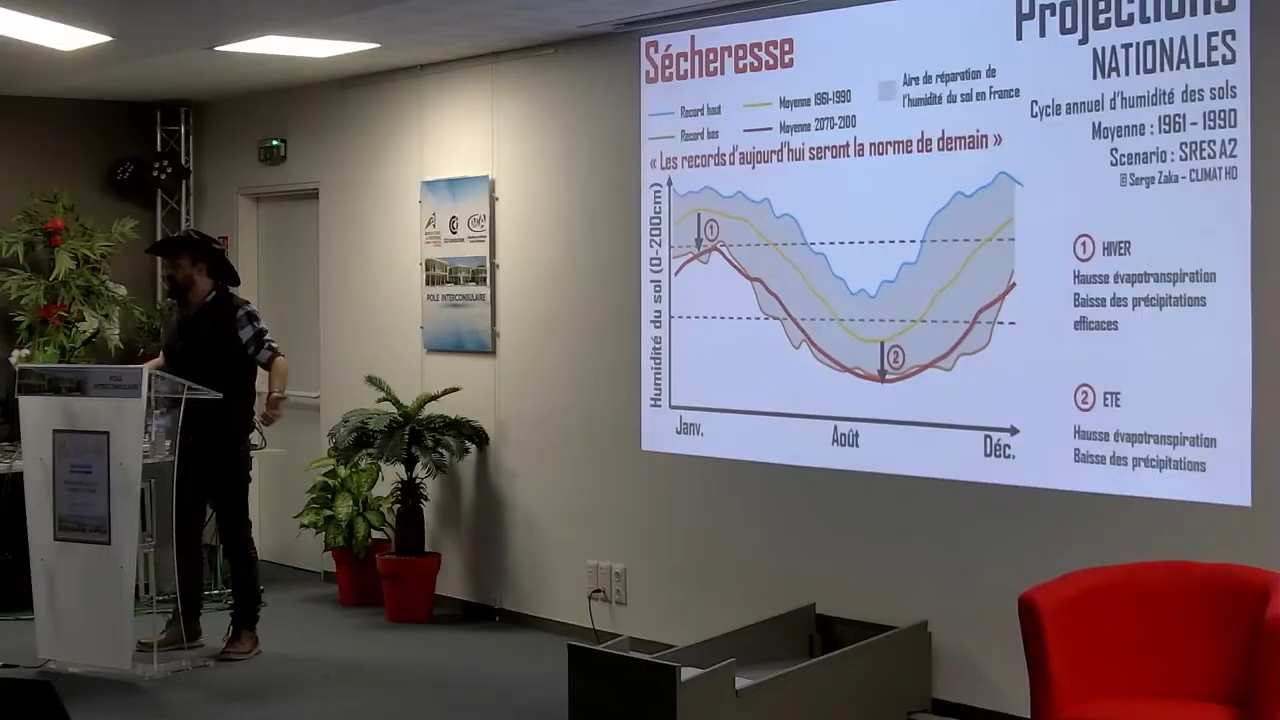 Sécheresse
Record haut
Record bas
Moyenne 1961-1990
Moyenne 2070-2100
Aire de réparation de
l'humidité du sol en France
« Les records d'aujourd'hui seront la norme de demain »
Humidité du sol (0-200cm)
1
2
Janv.
Août
Déc.
Projections
NATIONALES
Cycle annuel d'humidité des sols
Moyenne : 1961 - 1990
Scenario : SRES A2
© Serge Zaka - CLIMAT HD
1 HIVER
Hausse évapotranspiration
Baisse des précipitations
efficaces
2 ETE
Hausse évapotranspiration
Baisse des précipitations
CCI
POLE INTERCONSULAIRE
POLE
INTERCONSULAIRE